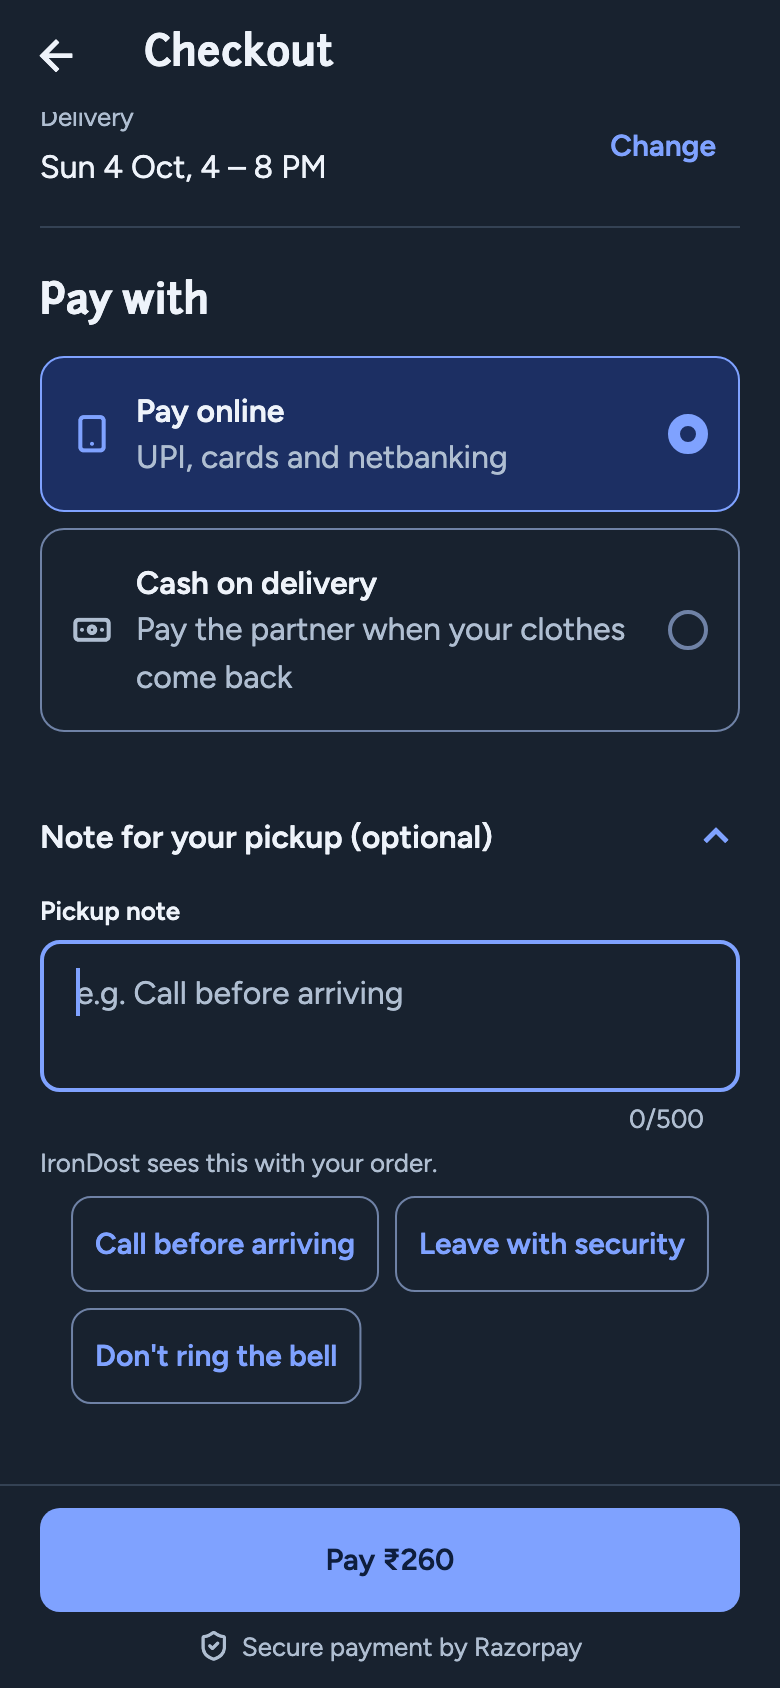 Checkout
Delivery
Sun 4 Oct, 4 – 8 PM
Change
Pay with
Pay online
UPI, cards and netbanking
Cash on delivery
Pay the partner when your clothes
come back
Note for your pickup (optional)
Pickup note
e.g. Call before arriving
0/500
IronDost sees this with your order.
Call before arriving
Leave with security
Don't ring the bell
Pay ₹260
Secure payment by Razorpay